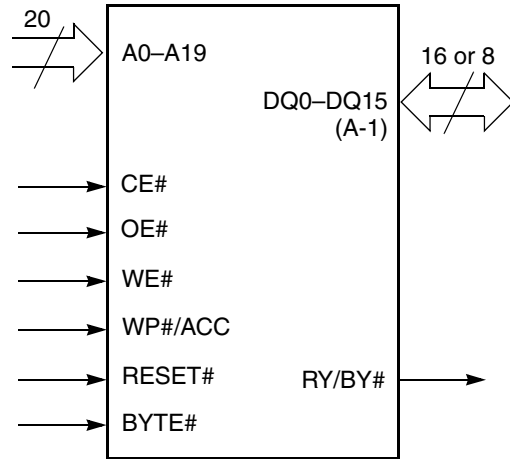 20
A0–A19
16 or 8
DQ0–DQ15
(A-1)
CE#
OE#
WE#
WP#/ACC
RESET#
RY/BY#
BYTE#